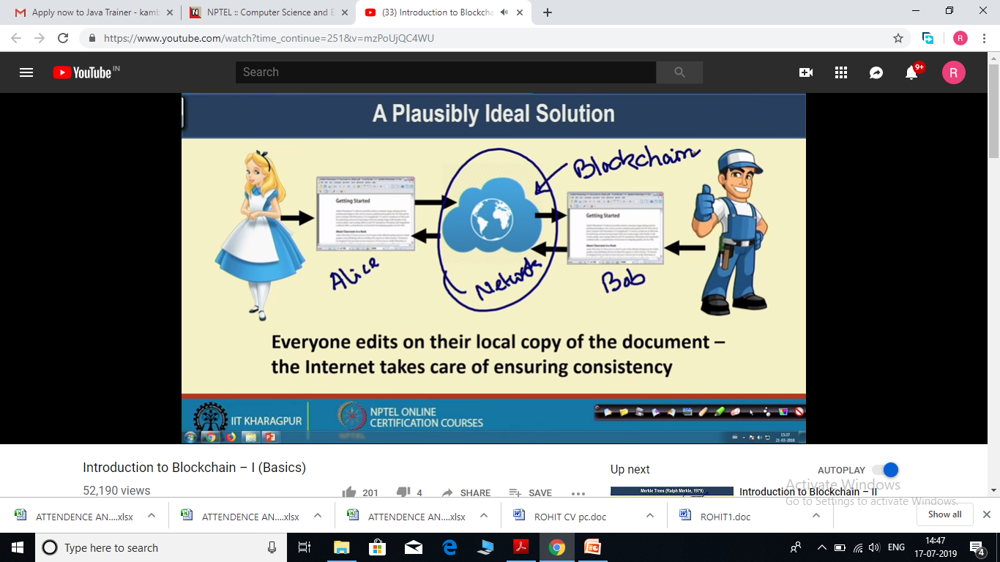 Apply now to Java Trainer - kamb
NPTEL :: Computer Science and E
(33) Introduction to Blockcha
https://www.youtube.com/watch?time_continue=251&v=mzPoUjQC4WU
R
YouTube IN
Search
9+
R
A Plausibly Ideal Solution
Blockchain
Getting Started
Getting Started
Alice
Network
Bob
Everyone edits on their local copy of the document –
the Internet takes care of ensuring consistency
IIT KHARAGPUR
NPTEL ONLINE
CERTIFICATION COURSES
NPTEL
15:37
21-03-2018
Introduction to Blockchain – I (Basics)
52,190 views
201
4
SHARE
SAVE
Up next
AUTOPLAY
Merkle Trees (Ralph Merkle, 1979)
Introduction to Blockchain – II
Activate Windows
Go to Settings to activate Windows.
ATTENDENCE AN....xlsx
ATTENDENCE AN....xlsx
ATTENDENCE AN....xlsx
ROHIT CV pc.doc
ROHIT1.doc
Show all
Type here to search
ENG
14:47
17-07-2019
4